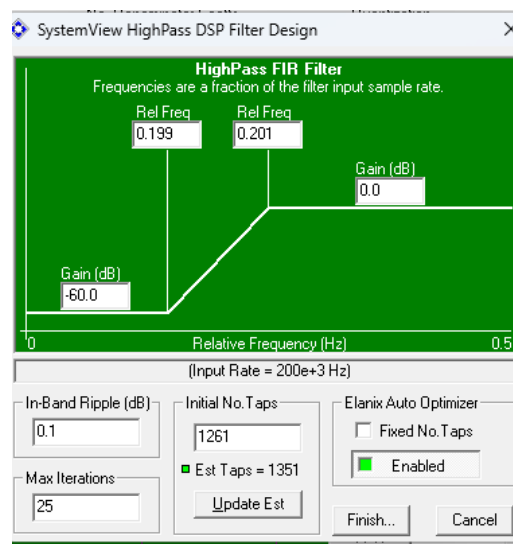 SystemView HighPass DSP Filter Design
HighPass FIR Filter
Frequencies are a fraction of the filter input sample rate.
Rel Freq
0.199
Rel Freq
0.201
Gain (dB)
0.0
Gain (dB)
-60.0
0
Relative Frequency (Hz)
0.5
(Input Rate = 200e+3 Hz)
In-Band Ripple (dB)
0.1
Max Iterations
25
Initial No.Taps
1261
Est Taps = 1351
Update Est
Elanix Auto Optimizer
Fixed No.Taps
Enabled
Finish...
Cancel